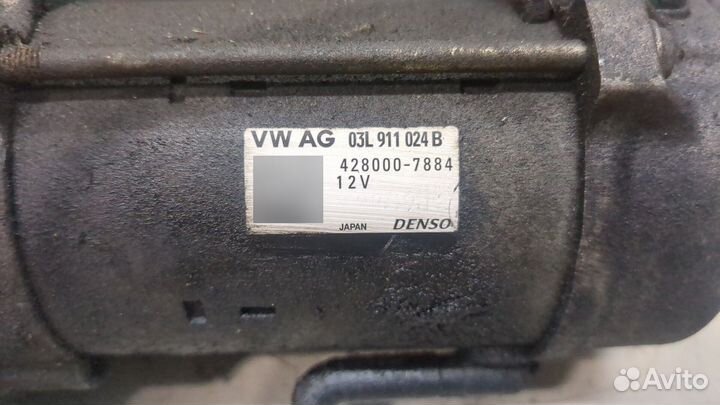 VW AG 03L 911 024 B
428000-7884
12V
JAPAN DENSO
Avito